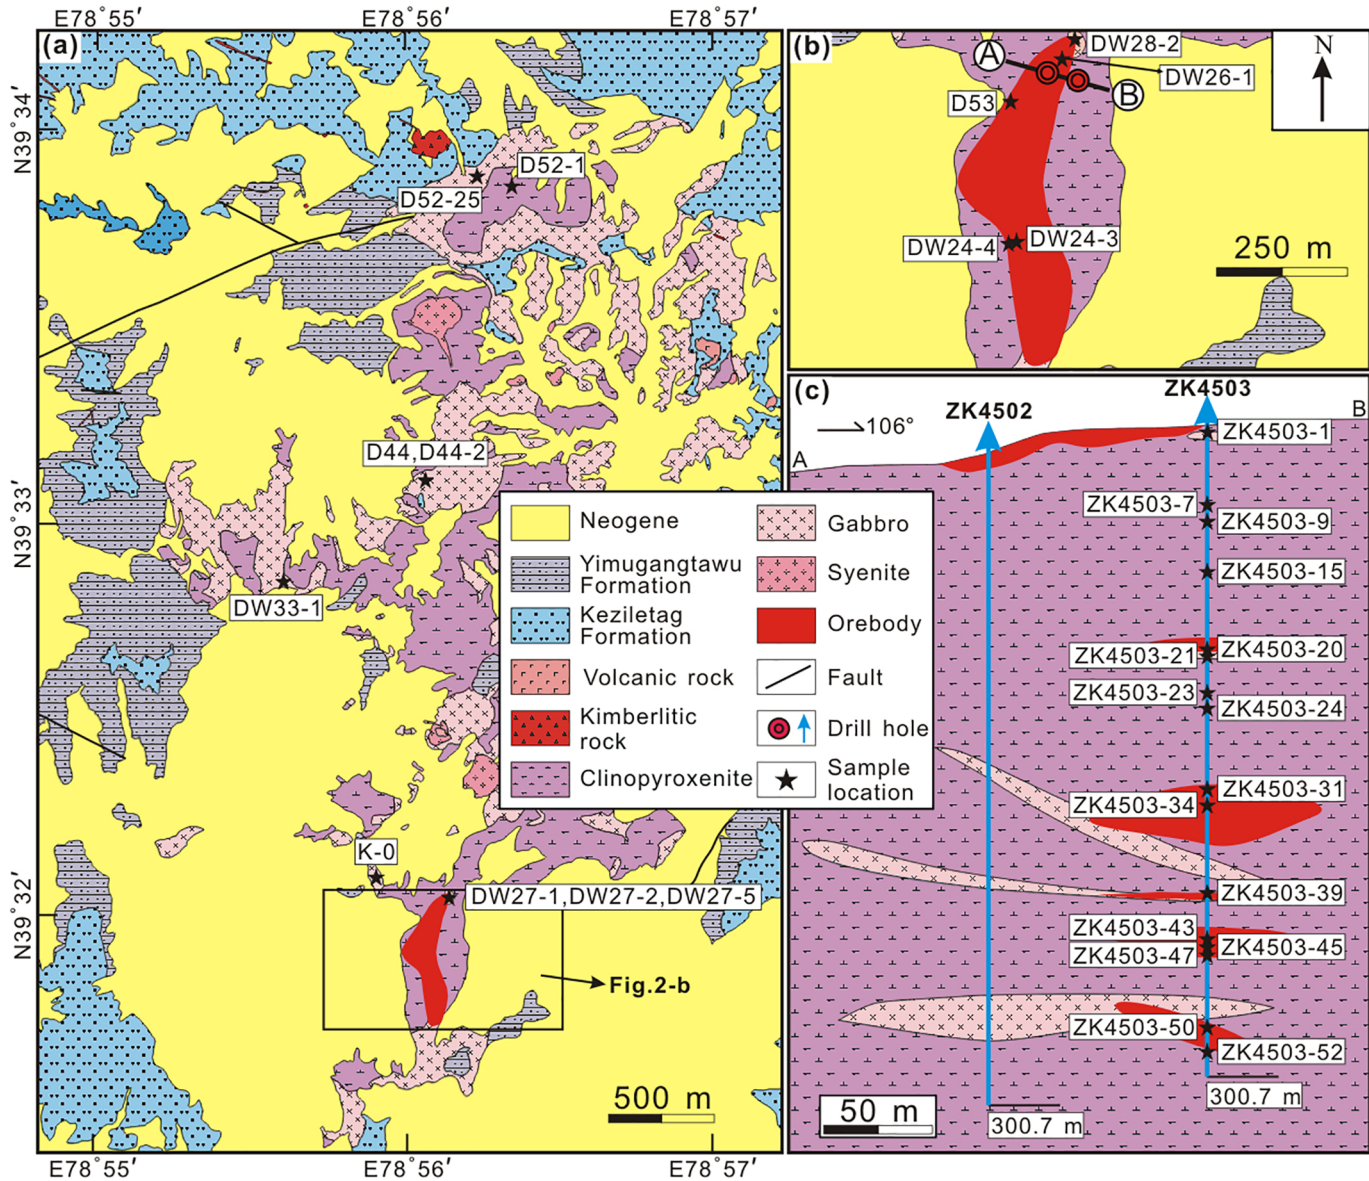 E78°55′
E78°56′
E78°57′
(a)
N39°34′
D52-1
D52-25
D44,D44-2
N39°33′
DW33-1
K-0
N39°32′
DW27-1,DW27-2,DW27-5
Fig.2-b
500 m
E78°55′
E78°56′
E78°57′
(b)
N
A
DW28-2
DW26-1
B
D53
DW24-4
DW24-3
250 m
(c)
ZK4502
ZK4503
106°
A
B
ZK4503-1
ZK4503-7
ZK4503-9
ZK4503-15
ZK4503-20
ZK4503-21
ZK4503-23
ZK4503-24
ZK4503-31
ZK4503-34
ZK4503-39
ZK4503-43
ZK4503-45
ZK4503-47
ZK4503-50
ZK4503-52
300.7 m
300.7 m
50 m
Neogene
Yimugangtawu
Formation
Keziletag
Formation
Volcanic rock
Kimberlitic
rock
Clinopyroxenite
Gabbro
Syenite
Orebody
Fault
Drill hole
Sample
location